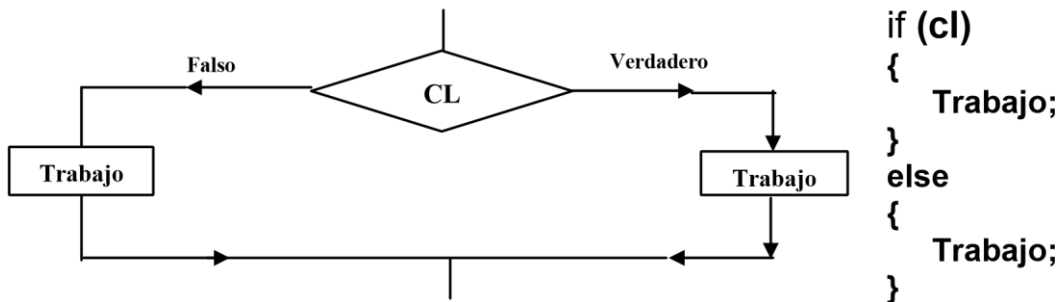 Falso
CL
Verdadero
Trabajo
Trabajo
if (cl)
{
Trabajo;
}
else
{
Trabajo;
}